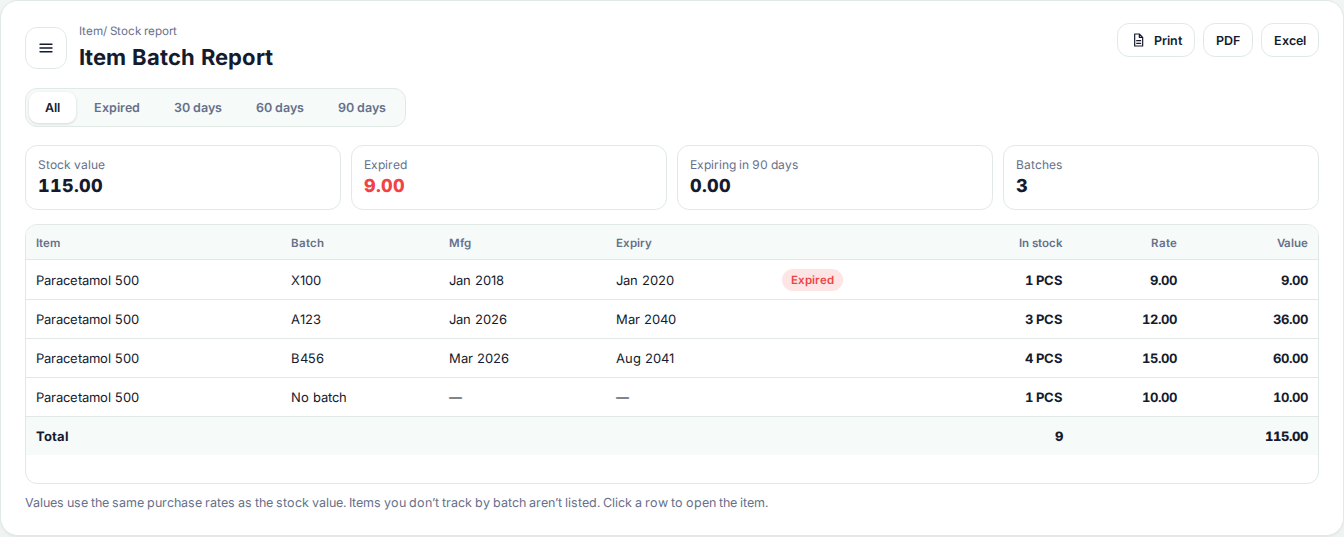 Item/ Stock report
Item Batch Report
Print PDF Excel
All Expired 30 days 60 days 90 days
Stock value Expired Expiring in 90 days Batches
115.00 9.00 0.00 3
Item Batch Mfg Expiry In stock Rate Value
Paracetamol 500 X100 Jan 2018 Jan 2020 Expired 1 PCS 9.00 9.00
Paracetamol 500 A123 Jan 2026 Mar 2040 3 PCS 12.00 36.00
Paracetamol 500 B456 Mar 2026 Aug 2041 4 PCS 15.00 60.00
Paracetamol 500 No batch — — 1 PCS 10.00 10.00
Total 9 115.00
Values use the same purchase rates as the stock value. Items you don’t track by batch aren’t listed. Click a row to open the item.